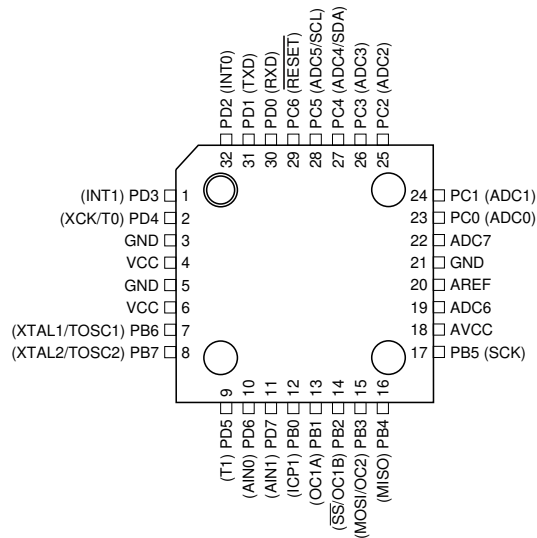 32 PD2 (INT0)
31 PD1 (TXD)
30 PD0 (RXD)
29 PC6 (RESET)
28 PC5 (ADC5/SCL)
27 PC4 (ADC4/SDA)
26 PC3 (ADC3)
25 PC2 (ADC2)
(INT1) PD3 1
(XCK/T0) PD4 2
GND 3
VCC 4
GND 5
VCC 6
(XTAL1/TOSC1) PB6 7
(XTAL2/TOSC2) PB7 8
24 PC1 (ADC1)
23 PC0 (ADC0)
22 ADC7
21 GND
20 AREF
19 ADC6
18 AVCC
17 PB5 (SCK)
(T1) PD5 9
(AIN0) PD6 10
(AIN1) PD7 11
(ICP1) PB0 12
(OC1A) PB1 13
(SS/OC1B) PB2 14
(MOSI/OC2) PB3 15
(MISO) PB4 16